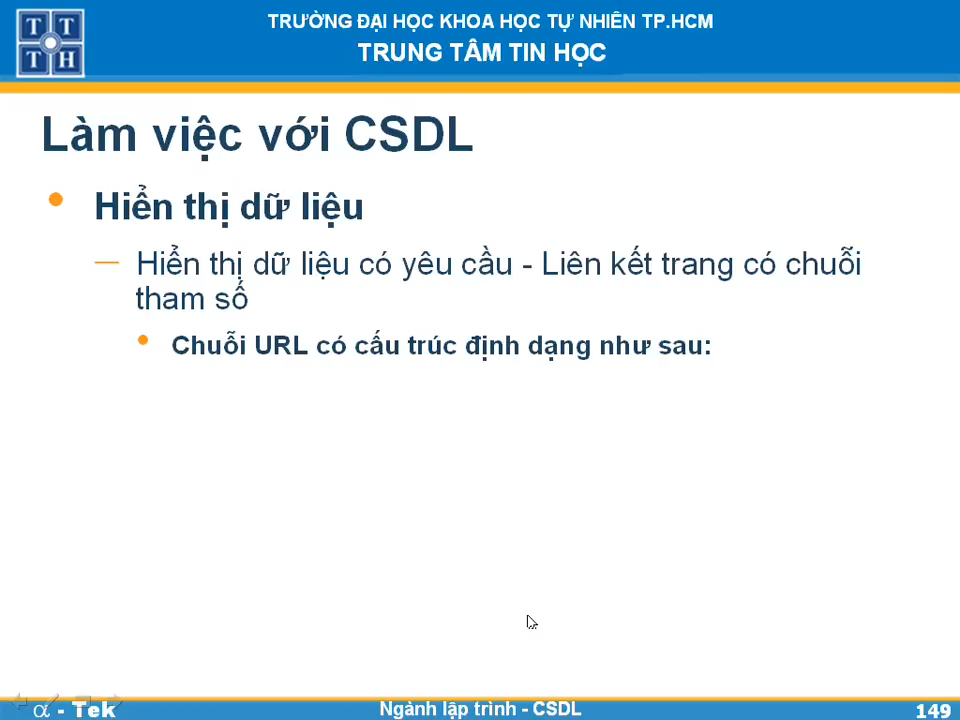 TRƯỜNG ĐẠI HỌC KHOA HỌC TỰ NHIÊN TP.HCM
TRUNG TÂM TIN HỌC
T T
T H
Làm việc với CSDL
Hiển thị dữ liệu
Hiển thị dữ liệu có yêu cầu - Liên kết trang có chuỗi
tham số
Chuỗi URL có cấu trúc định dạng như sau:
α - Tek
Ngành lập trình - CSDL
149